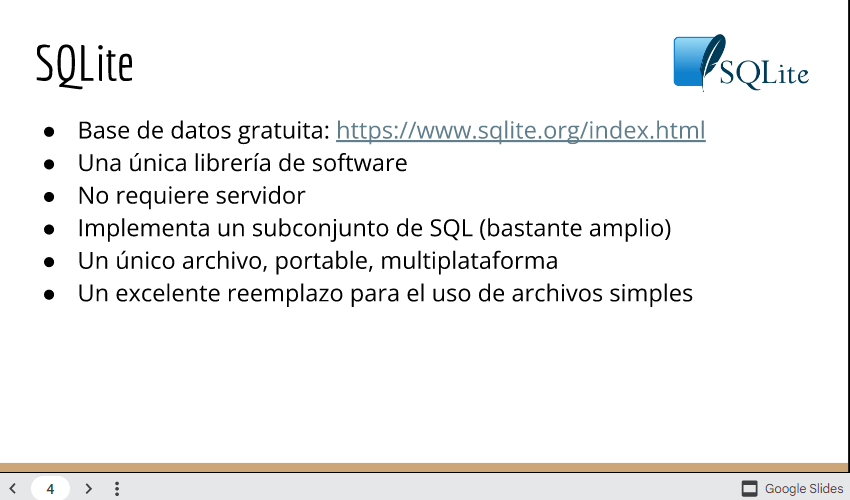 SQLite
SQLite
● Base de datos gratuita: https://www.sqlite.org/index.html
● Una única librería de software
● No requiere servidor
● Implementa un subconjunto de SQL (bastante amplio)
● Un único archivo, portable, multiplataforma
● Un excelente reemplazo para el uso de archivos simples
4
Google Slides